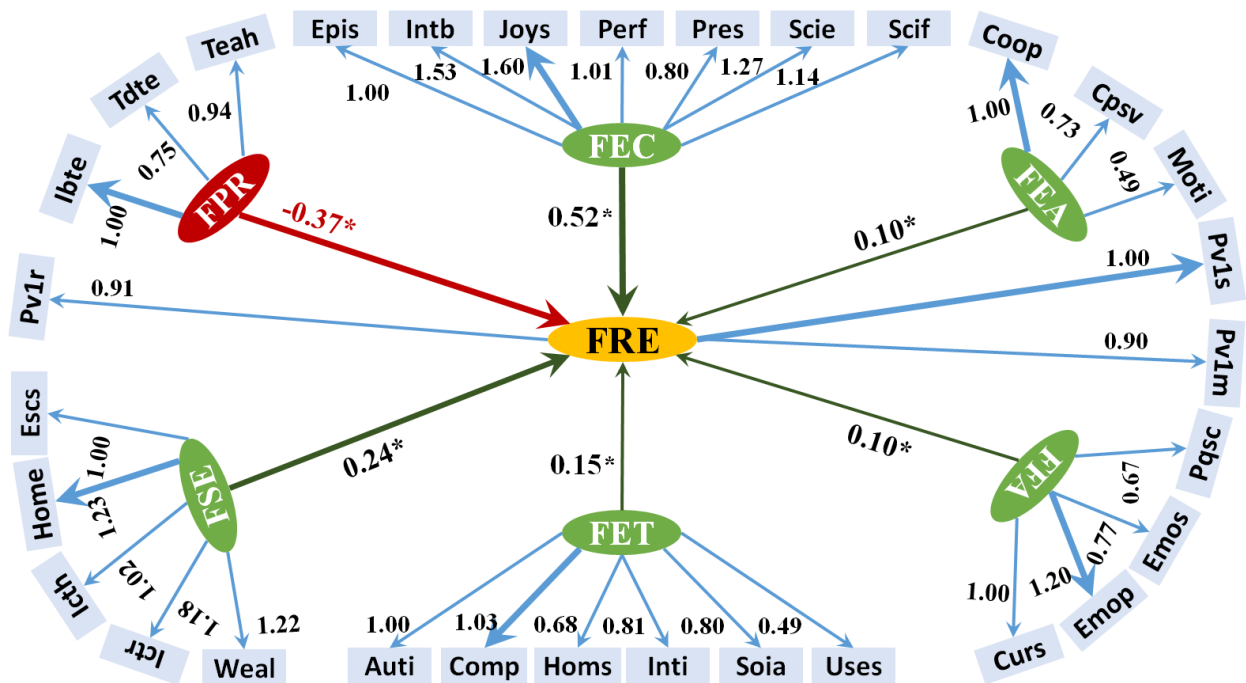 Epis
Intb
Joys
Perf
Pres
Scie
Scif
1.00
1.53
1.60
1.01
0.80
1.27
1.14
FEC
0.52*
Teah
Tdte
Ibte
0.94
0.75
1.00
FPR
-0.37*
Coop
Cpsv
Moti
1.00
0.73
0.49
FEA
0.10*
Pv1r
0.91
FRE
1.00
Pv1s
0.90
Pv1m
Escs
Home
Icth
Ictr
Weal
1.00
1.23
1.02
1.18
1.22
FSE
0.24*
FET
0.15*
1.00
1.03
0.68
0.81
0.80
0.49
Auti
Comp
Homs
Inti
Soia
Uses
FFA
0.10*
0.67
0.77
1.20
1.00
Pqsc
Emos
Emop
Curs